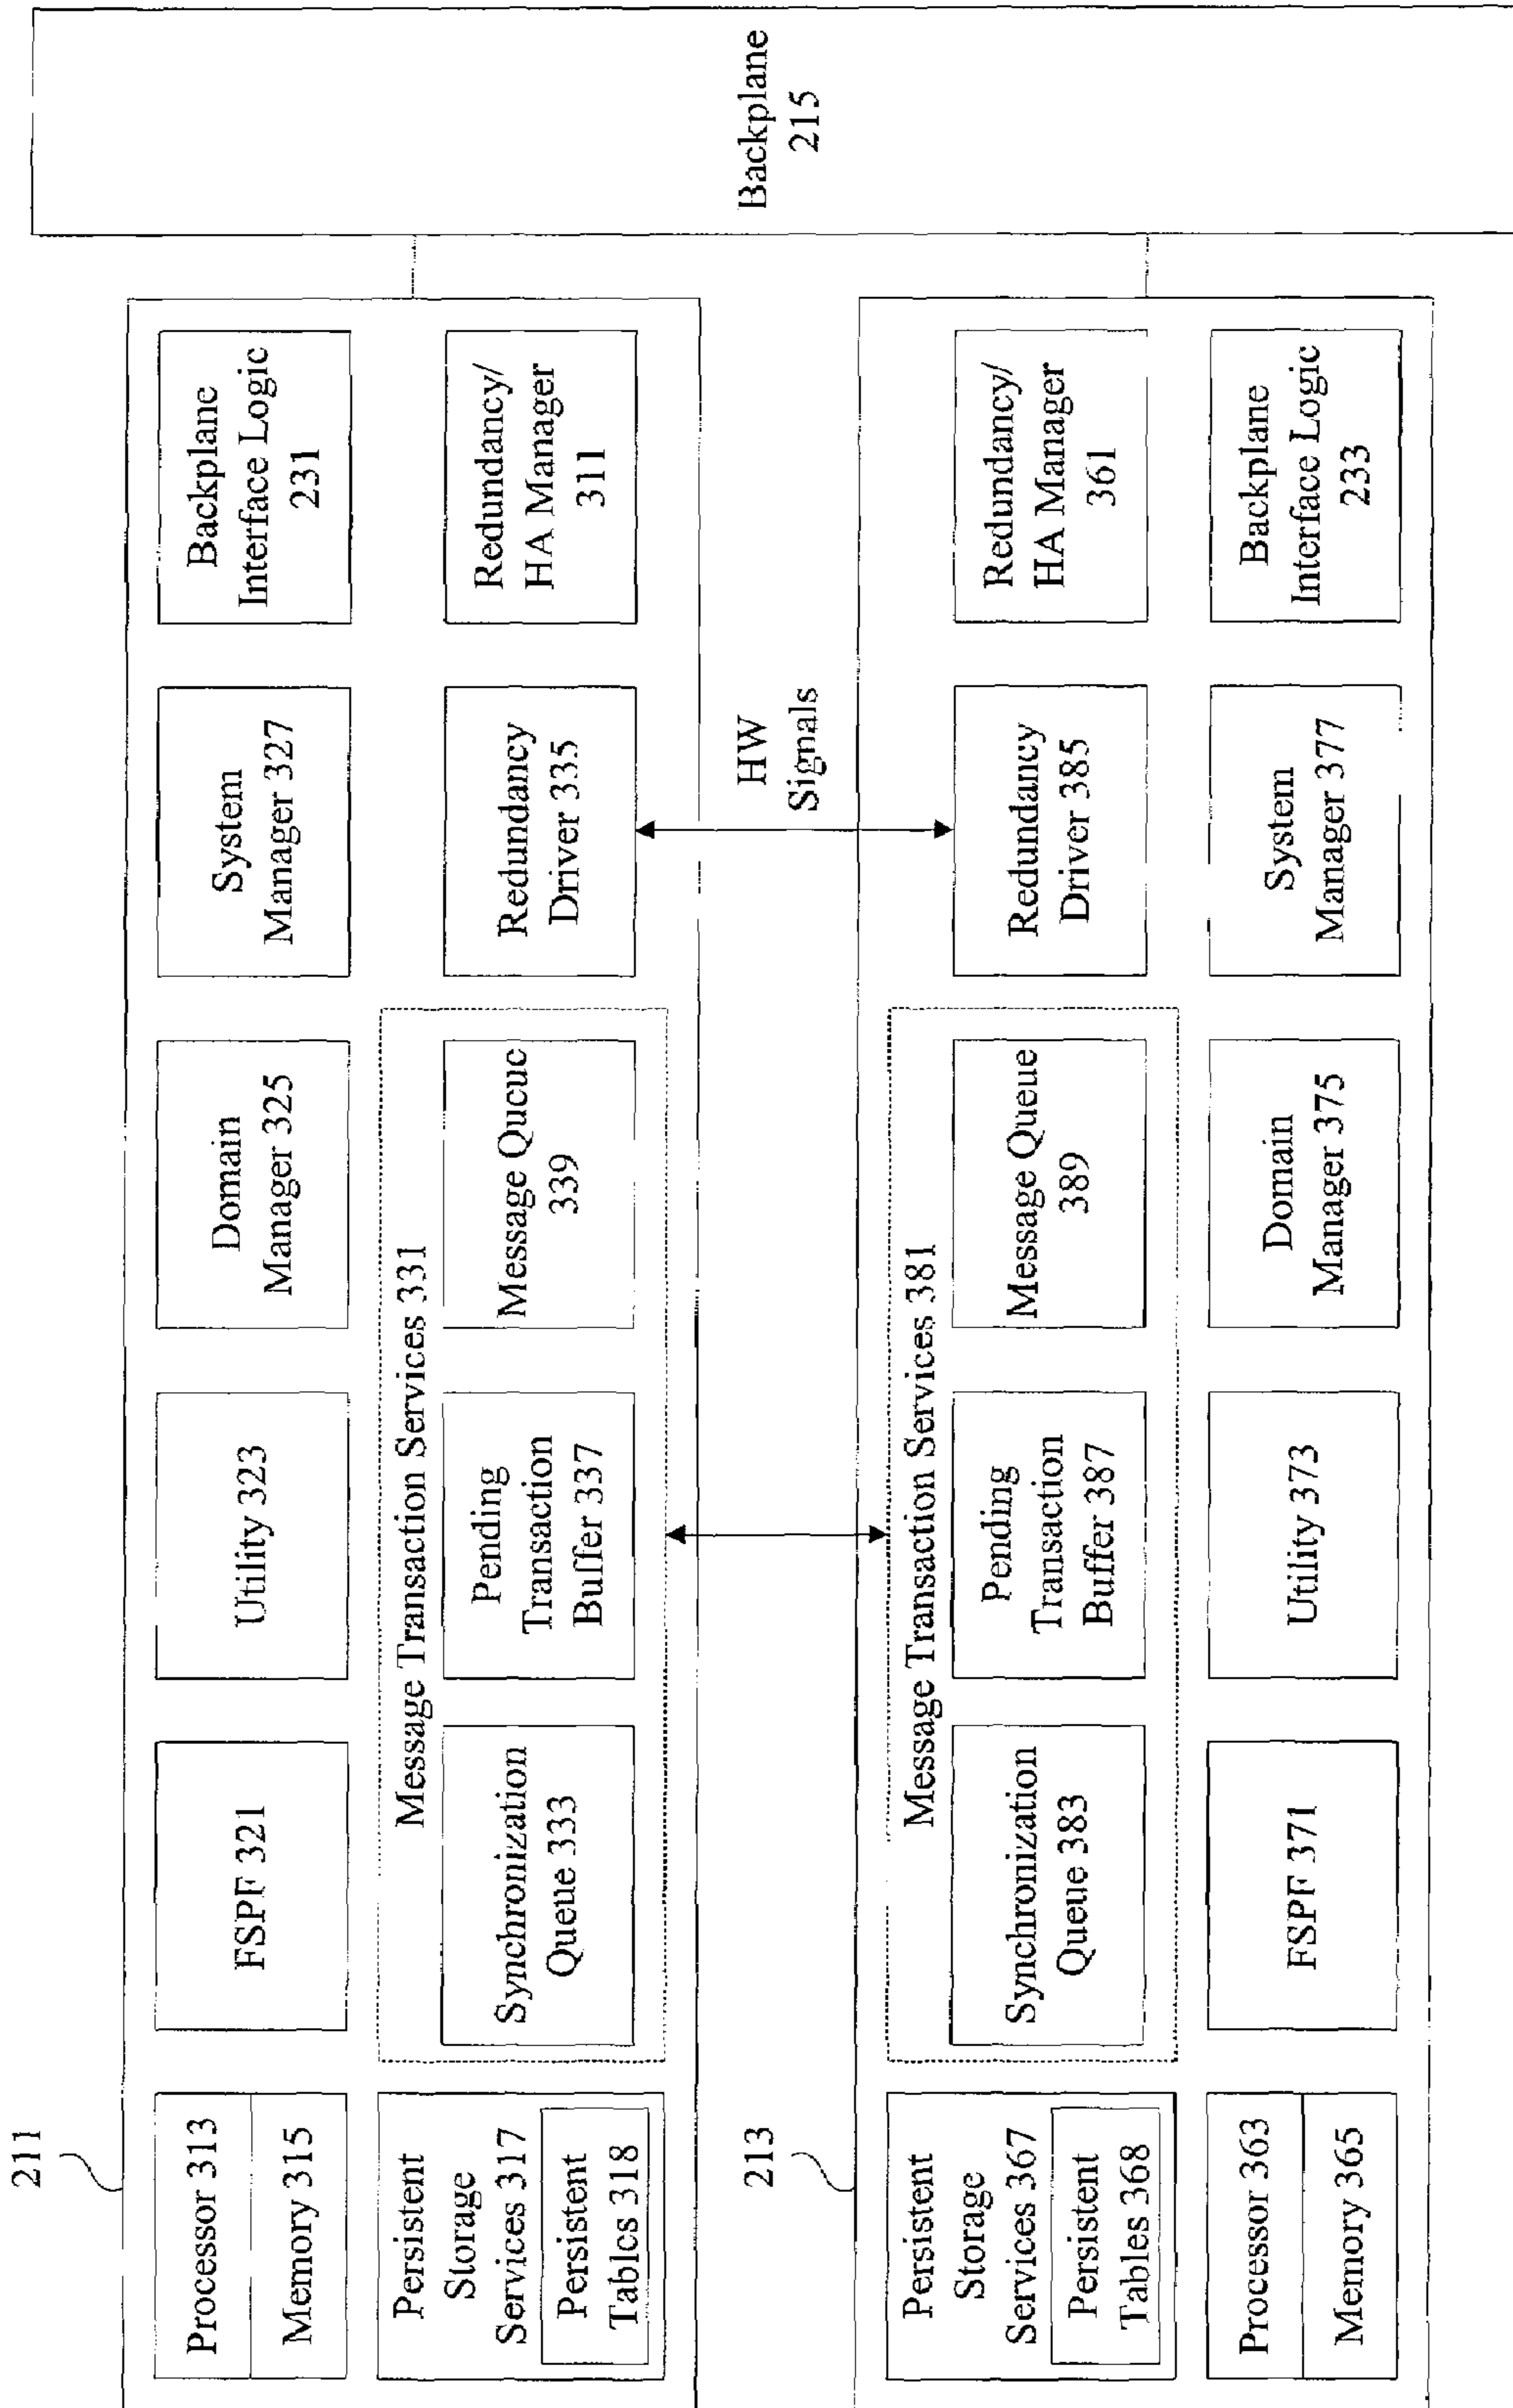 211
Processor 313
Memory 315
FSPF 321
Utility 323
Domain
Manager 325
System
Manager 327
Backplane
Interface Logic
231
Persistent
Storage
Services 317
Persistent
Tables 318
Message Transaction Services 331
Synchronization
Queue 333
Pending
Transaction
Buffer 337
Message Queue
339
Redundancy
Driver 335
Redundancy/
HA Manager
311
HW
Signals
Backplane
215
213
Persistent
Storage
Services 367
Persistent
Tables 368
Message Transaction Services 381
Synchronization
Queue 383
Pending
Transaction
Buffer 387
Message Queue
389
Redundancy
Driver 385
Redundancy/
HA Manager
361
Processor 363
Memory 365
FSPF 371
Utility 373
Domain
Manager 375
System
Manager 377
Backplane
Interface Logic
233